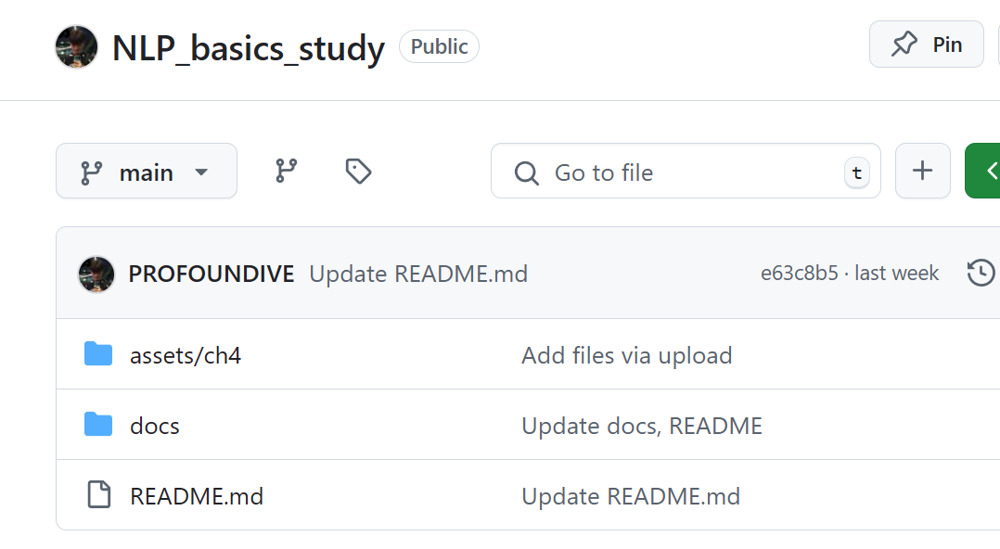 NLP_basics_study Public Pin
main Go to file t
PROFOUNDIVE Update README.md e63c8b5 · last week
assets/ch4 Add files via upload
docs Update docs, README
README.md Update README.md